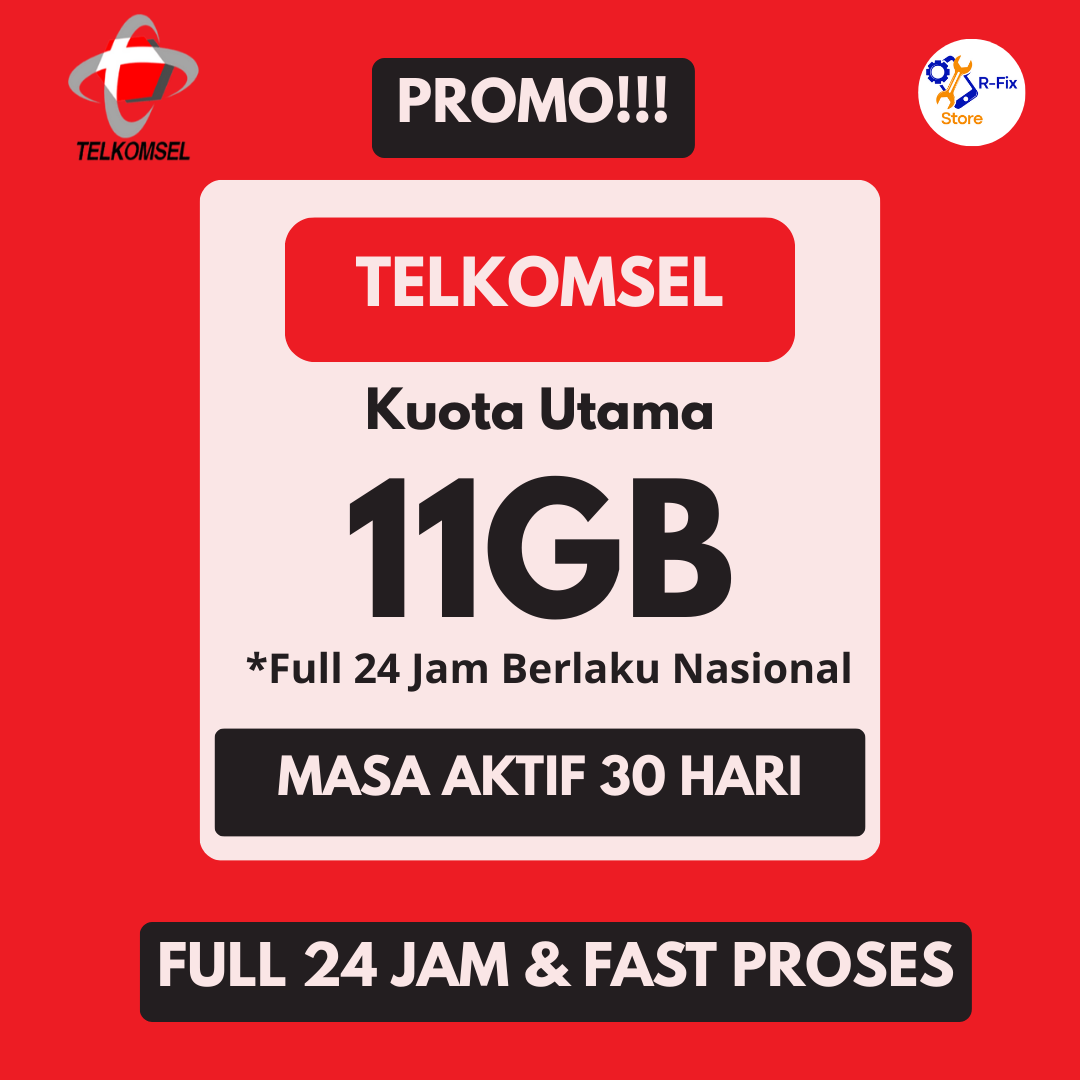 TELKOMSEL
PROMO!!!
R-Fix
Store
TELKOMSEL
Kuota Utama
11GB
*Full 24 Jam Berlaku Nasional
MASA AKTIF 30 HARI
FULL 24 JAM & FAST PROSES